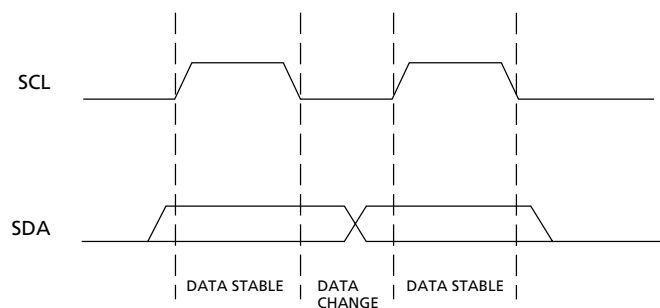 SCL
SDA
DATA STABLE
DATA
CHANGE
DATA STABLE